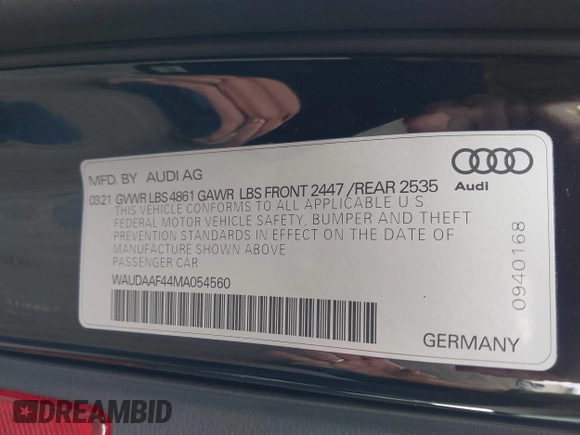 MFD. BY AUDI AG
03 21 GVWR LBS 4861 GAWR LBS FRONT 2447 /REAR 2535
THIS VEHICLE CONFORMS TO ALL APPLICABLE U S
FEDERAL MOTOR VEHICLE SAFETY, BUMPER AND THEFT
PREVENTION STANDARDS IN EFFECT ON THE DATE OF
MANUFACTURE SHOWN ABOVE
PASSENGER CAR
WAUDAAF44MA054560
Audi
0940168
GERMANY
DREAMBID